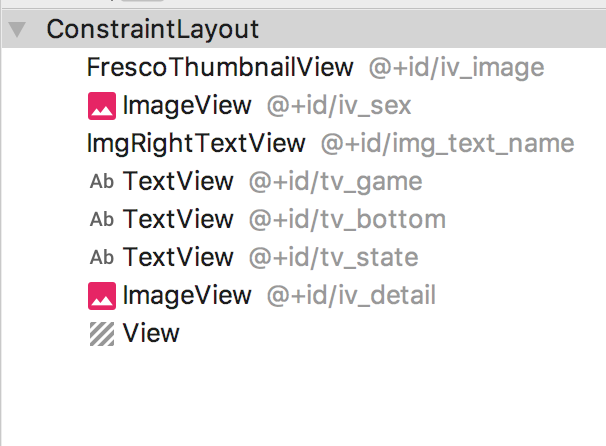 ConstraintLayout
FrescoThumbnailView @+id/iv_image
ImageView @+id/iv_sex
ImgRightTextView @+id/img_text_name
Ab TextView @+id/tv_game
Ab TextView @+id/tv_bottom
Ab TextView @+id/tv_state
ImageView @+id/iv_detail
View